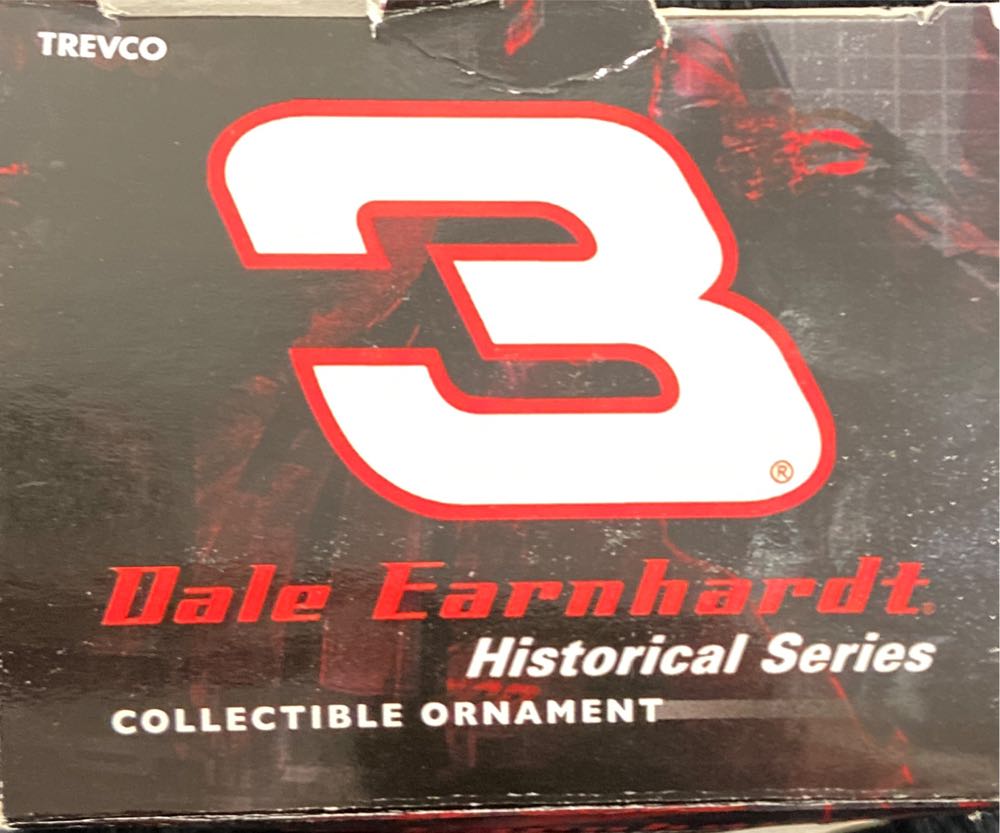 TREVCO
3®
Dale Earnhardt
Historical Series
COLLECTIBLE ORNAMENT